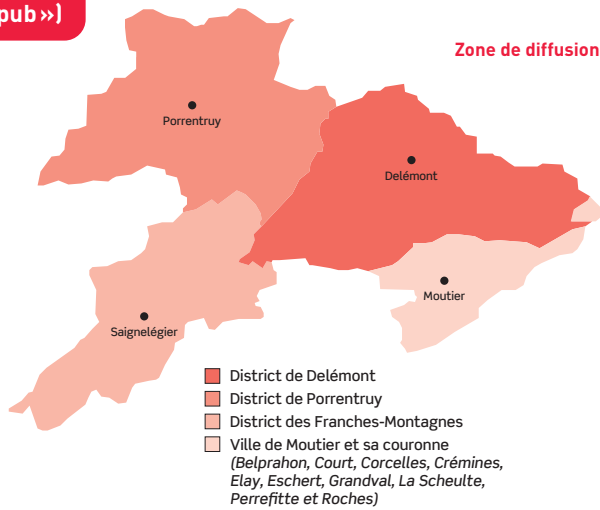 pub»)
Zone de diffusion
Porrentruy
Delémont
Moutier
Saignelégier
District de Delémont
District de Porrentruy
District des Franches-Montagnes
Ville de Moutier et sa couronne
(Belprahon, Court, Corcelles, Crémines,
Elay, Eschert, Grandval, La Scheulte,
Perrefitte et Roches)